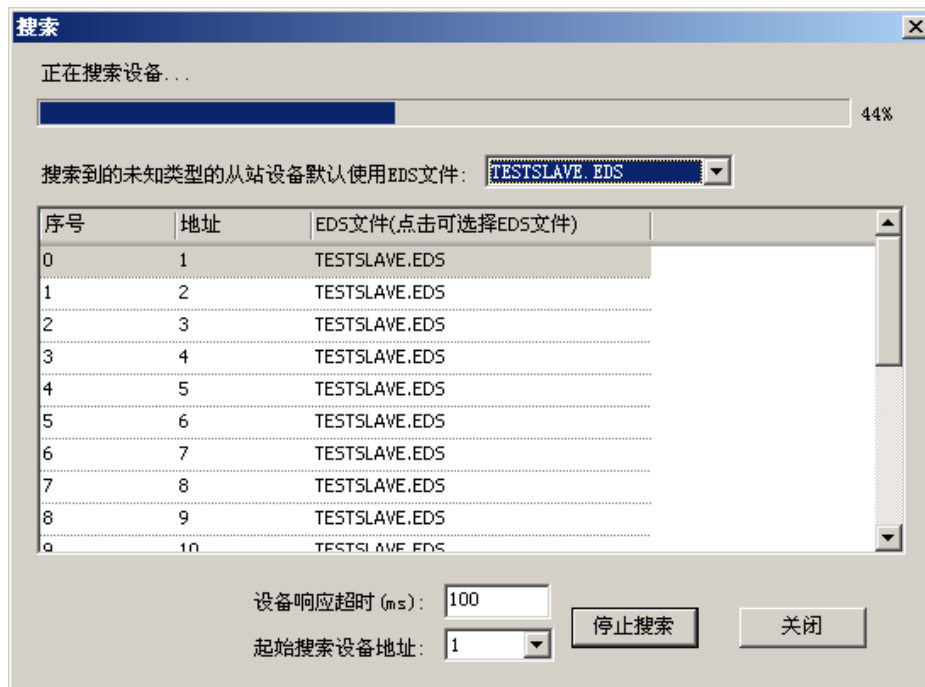 搜索
正在搜索设备...
44%
搜索到的未知类型的从站设备默认使用EDS文件: TESTSLAVE.EDS
序号 地址 EDS文件(点击可选择EDS文件)
0 1 TESTSLAVE.EDS
1 2 TESTSLAVE.EDS
2 3 TESTSLAVE.EDS
3 4 TESTSLAVE.EDS
4 5 TESTSLAVE.EDS
5 6 TESTSLAVE.EDS
6 7 TESTSLAVE.EDS
7 8 TESTSLAVE.EDS
8 9 TESTSLAVE.EDS
9 10 TESTSLAVE.EDS
设备响应超时(ms): 100
起始搜索设备地址: 1
停止搜索 关闭